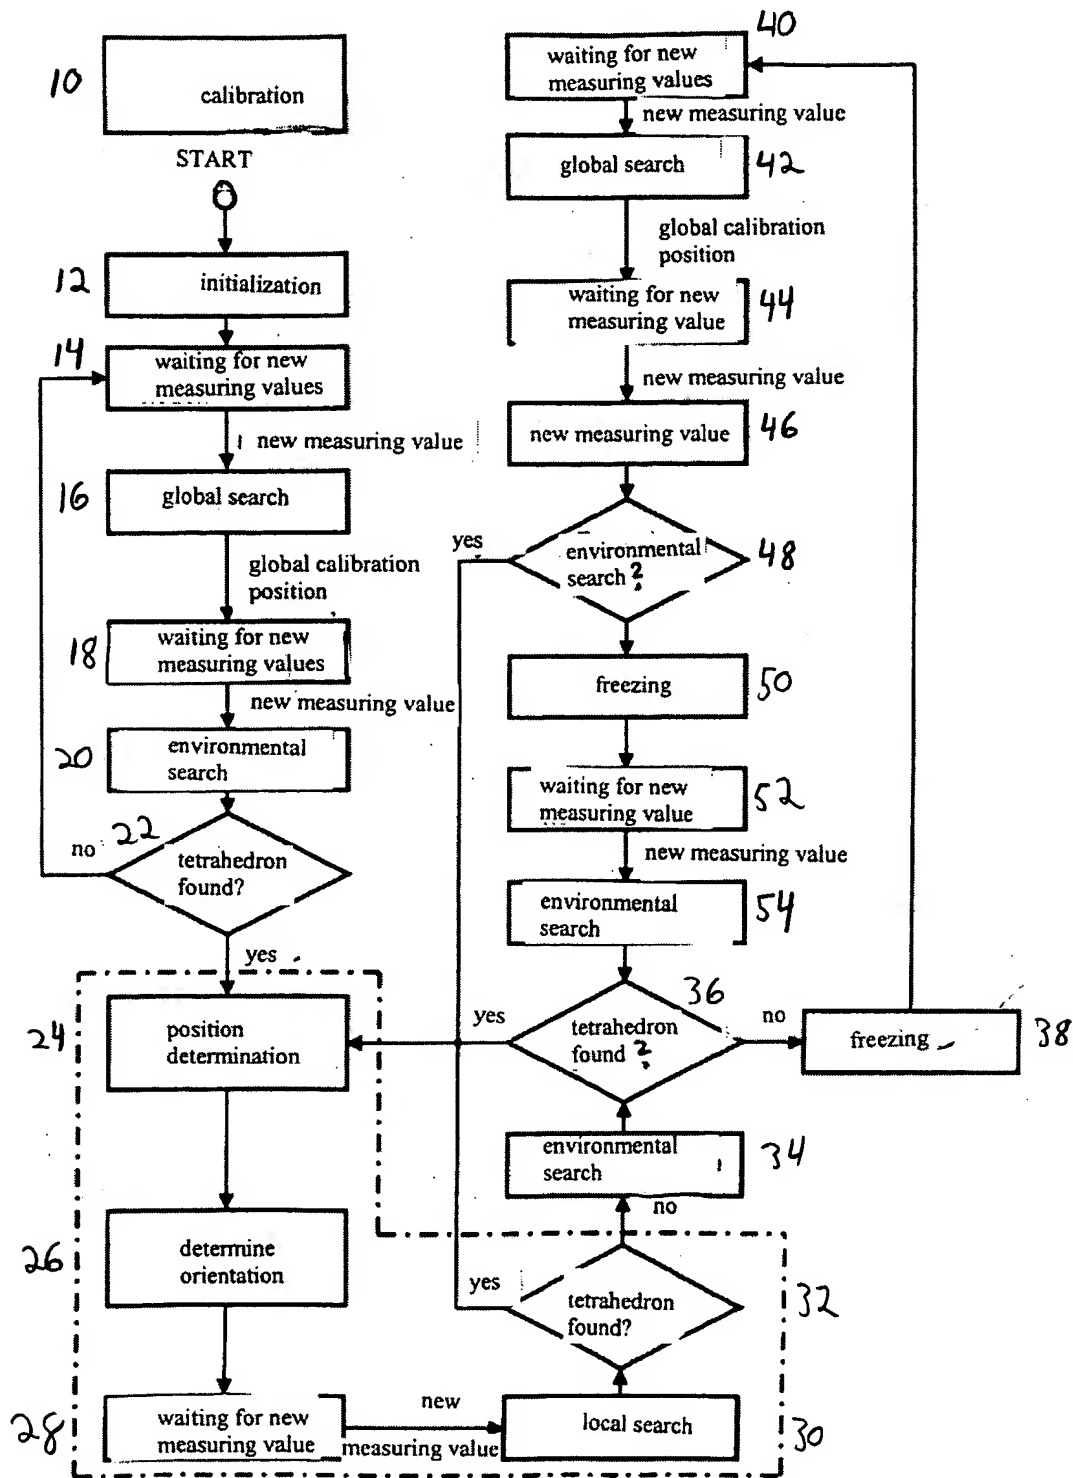 10
calibration
START
12
initialization
14
waiting for new
measuring values
new measuring value
16
global search
global calibration
position
18
waiting for new
measuring values
new measuring value
20
environmental
search
22
no
tetrahedron
found?
yes
24
position
determination
26
determine
orientation
28
waiting for new
measuring value
new
measuring value
local search
30
yes
tetrahedron
found?
32
no
environmental
search
34
36
yes
tetrahedron
found ?
no
freezing
38
40
waiting for new
measuring values
new measuring value
global search
42
global calibration
position
waiting for new
measuring value
44
new measuring value
new measuring value
46
yes
environmental
search ?
48
freezing
50
waiting for new
measuring value
52
new measuring value
environmental
search
54